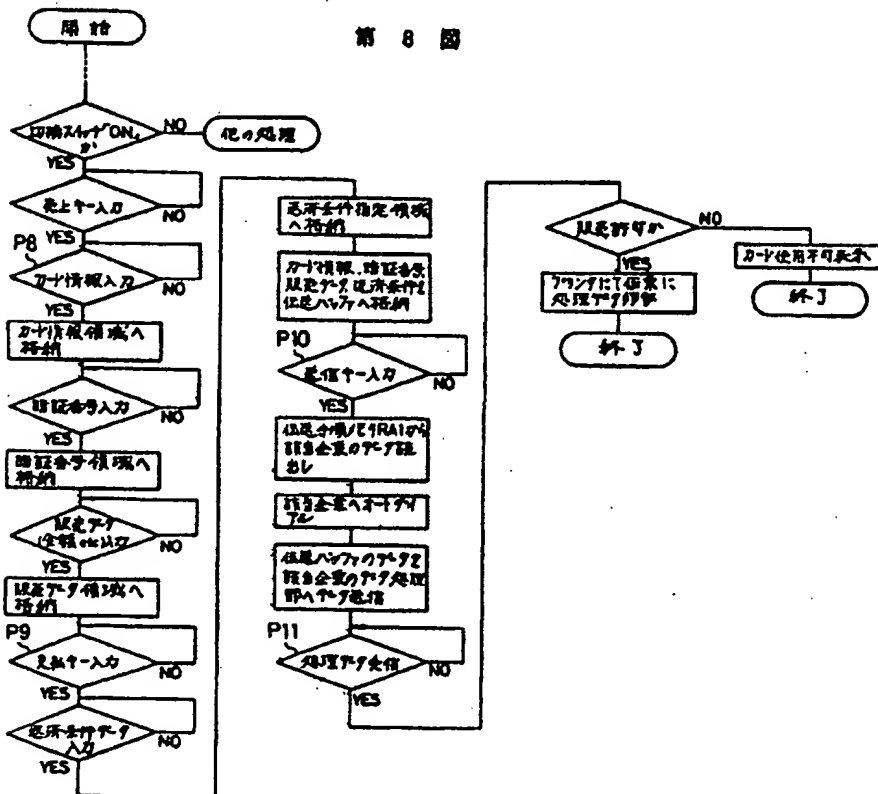 第 8 図
開始
切換スイッチ"ON"
か
NO
他の処理
YES
売上キー入力
NO
YES
P8
カード情報入力
NO
YES
カード情報領域へ
格納
暗証番号入力
NO
YES
暗証番号領域へ
格納
販売データ
(金額etc)入力
NO
YES
販売データ領域へ
格納
P9
支払キー入力
NO
YES
返済条件データ
入力
NO
YES
返済条件指定領域
へ格納
カード情報、暗証番号
販売データ、返済条件を
伝送バッファへ格納
P10
送信キー入力
NO
YES
RA1から
該当企業のデータ読
出し
該当企業へオートダイ
アル
伝送バッファのデータを
該当企業のデータ処理
部へデータ送信
P11
処理データ受信
NO
YES
販売許可か
NO
YES
カード使用不可表示
終了
プリンタにて伝票に
処理データ印字
終了